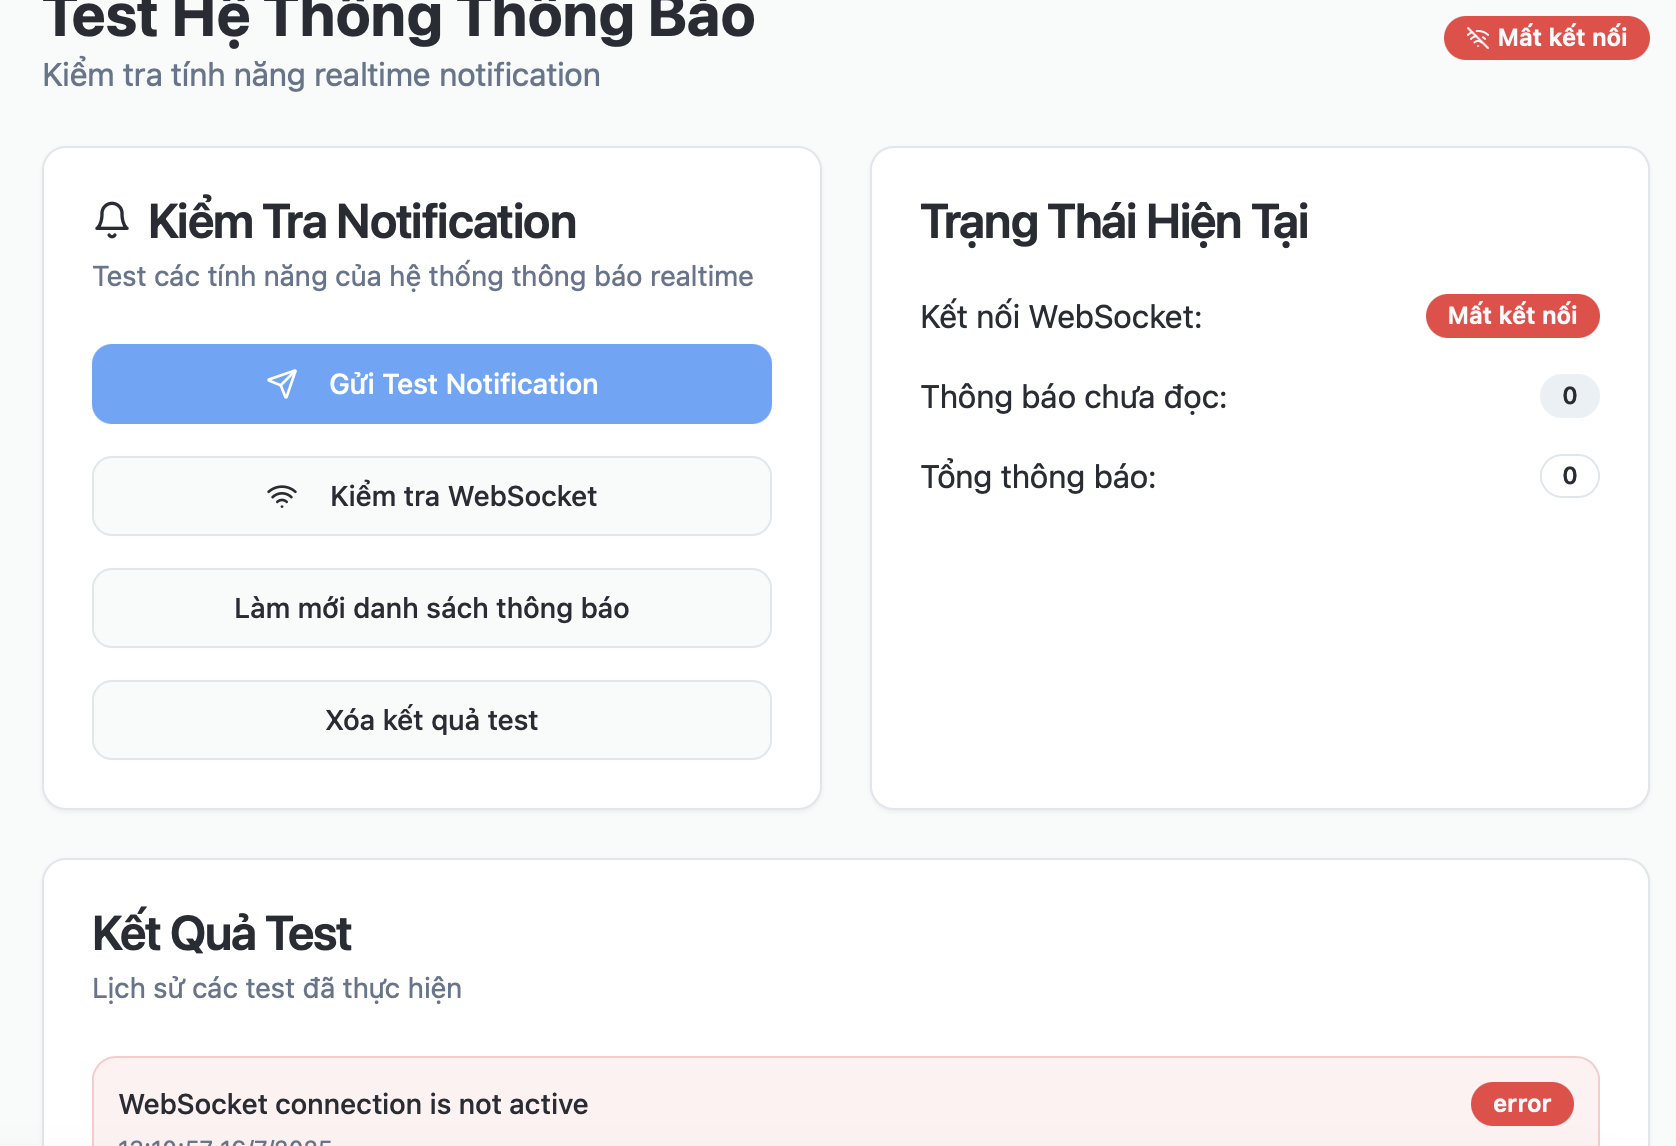 Test Hệ Thống Thông Báo
Mất kết nối
Kiểm tra tính năng realtime notification
Kiểm Tra Notification
Test các tính năng của hệ thống thông báo realtime
Gửi Test Notification
Kiểm tra WebSocket
Làm mới danh sách thông báo
Xóa kết quả test
Trạng Thái Hiện Tại
Kết nối WebSocket: Mất kết nối
Thông báo chưa đọc: 0
Tổng thông báo: 0
Kết Quả Test
Lịch sử các test đã thực hiện
WebSocket connection is not active
error